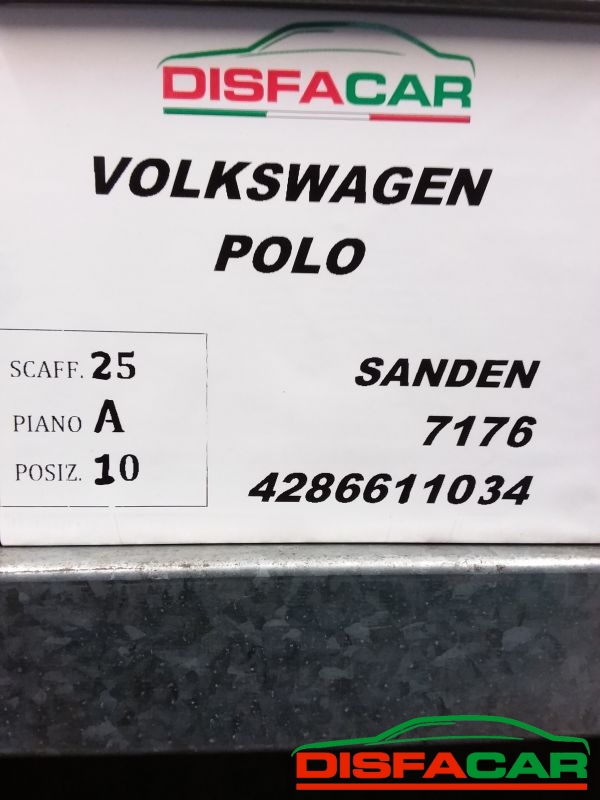 DISFACAR
VOLKSWAGEN
POLO
SCAFF. 25
PIANO A
POSIZ. 10
SANDEN
7176
4286611034
DISFACAR